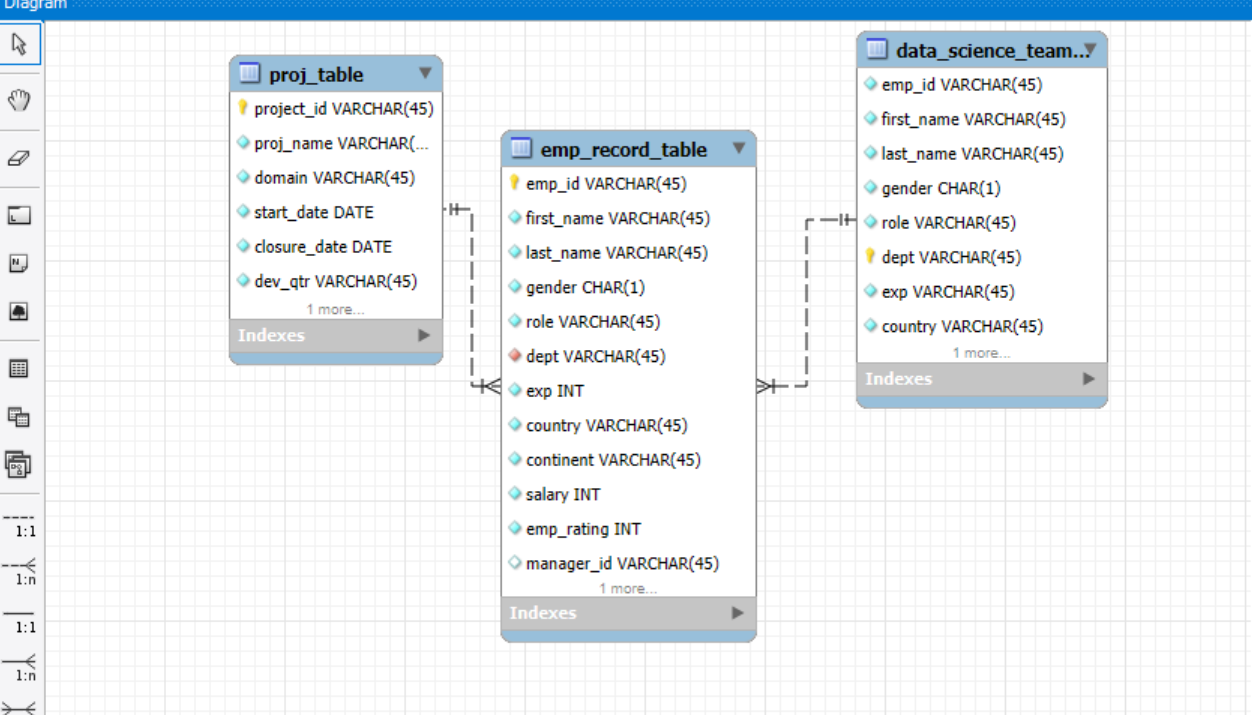 Diagram
proj_table
project_id VARCHAR(45)
proj_name VARCHAR(...
domain VARCHAR(45)
start_date DATE
closure_date DATE
dev_qtr VARCHAR(45)
1 more...
Indexes
emp_record_table
emp_id VARCHAR(45)
first_name VARCHAR(45)
last_name VARCHAR(45)
gender CHAR(1)
role VARCHAR(45)
dept VARCHAR(45)
exp INT
country VARCHAR(45)
continent VARCHAR(45)
salary INT
emp_rating INT
manager_id VARCHAR(45)
1 more...
Indexes
data_science_team...
emp_id VARCHAR(45)
first_name VARCHAR(45)
last_name VARCHAR(45)
gender CHAR(1)
role VARCHAR(45)
dept VARCHAR(45)
exp VARCHAR(45)
country VARCHAR(45)
1 more...
Indexes
1:1
1:n
1:1
1:n